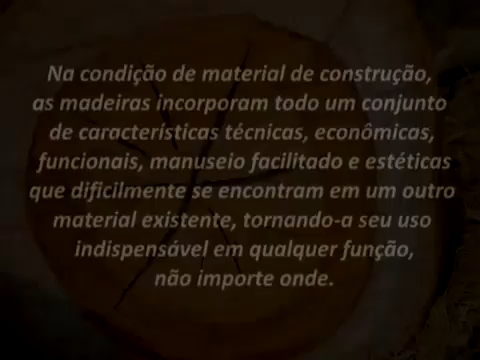 Na condição de material de construção,
as madeiras incorporam todo um conjunto
de características técnicas, econômicas,
funcionais, manuseio facilitado e estéticas
que dificilmente se encontram em um outro
material existente, tornando-a seu uso
indispensável em qualquer função,
não importe onde.